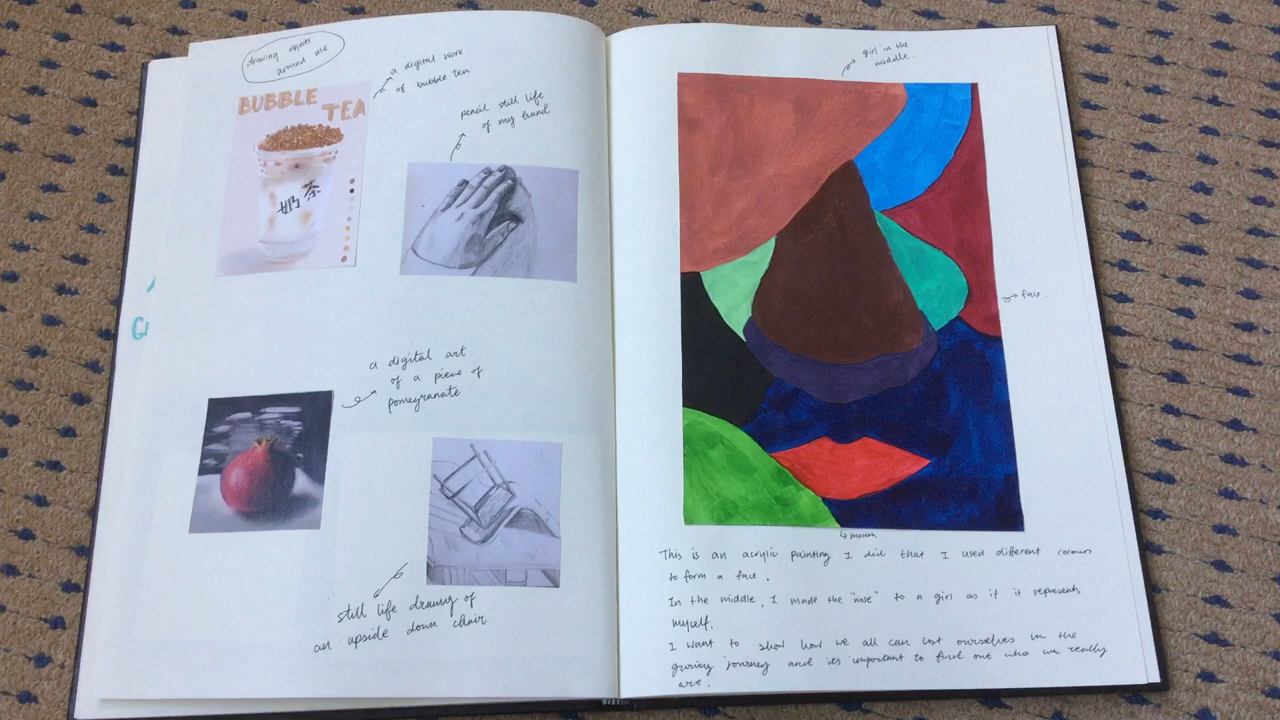 drawing objects
around me
a digital work
of bubble tea
BUBBLE
TEA
奶茶
pencil still life
of my hand
a digital art
of a piece of
pomegranate
still life drawing of
an upside down chair
girl in the
middle.
face.
mouth
This is an acrylic painting I did that I used different colours
to form a face.
In the middle, I made the "nose" to a girl as if it represents
myself.
I want to show how we all can lost ourselves in the
journey and its important to find out who we really
are.